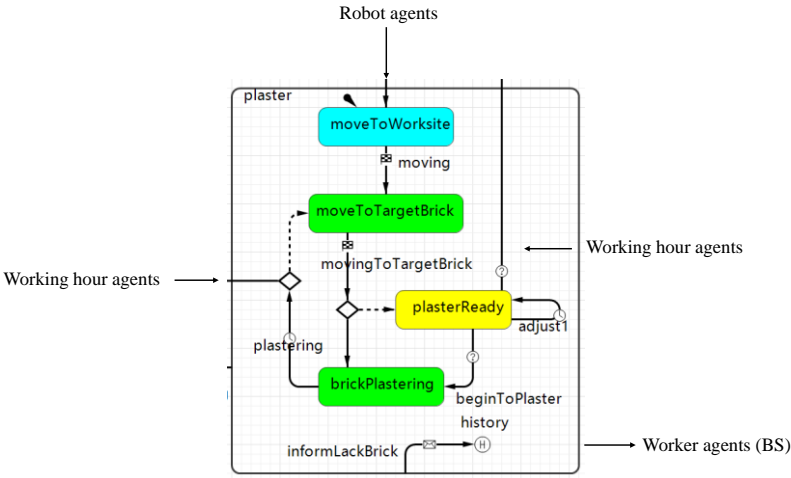 Robot agents
plaster
moveToWorksite
moving
moveToTargetBrick
Working hour agents
movingToTargetBrick
Working hour agents
?
plasterReady
adjust1
plastering
?
brickPlastering
beginToPlaster
history
informLackBrick
H
Worker agents (BS)